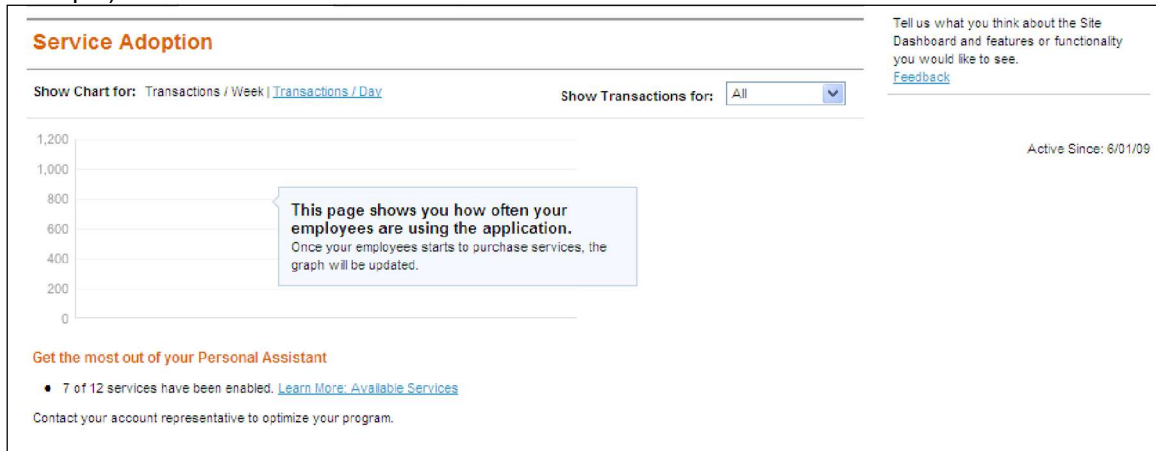 Service Adoption
Show Chart for: Transactions / Week | Transactions / Day
Show Transactions for: All
1,200
1,000
800
600
400
200
0
This page shows you how often your
employees are using the application.
Once your employees starts to purchase services, the
graph will be updated.
Get the most out of your Personal Assistant
• 7 of 12 services have been enabled. Learn More: Available Services
Contact your account representative to optimize your program.
Tell us what you think about the Site
Dashboard and features or functionality
you would like to see.
Feedback
Active Since: 6/01/09